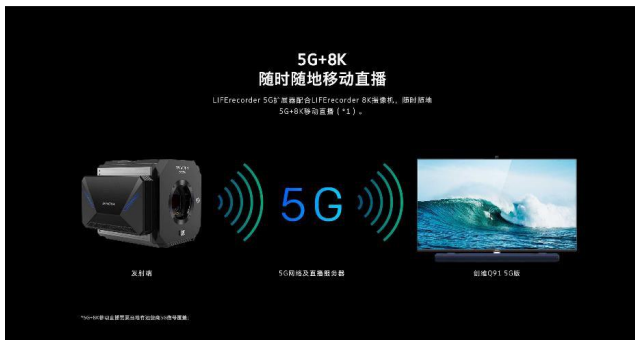 5G+8K
随时随地移动直播
LIFErecorder 5G扩展器配合LIFErecorder 8K摄像机，随时随地
5G+8K移动直播（*1）。
5G
发射端
5G网络及直播服务器
创维Q91 5G版